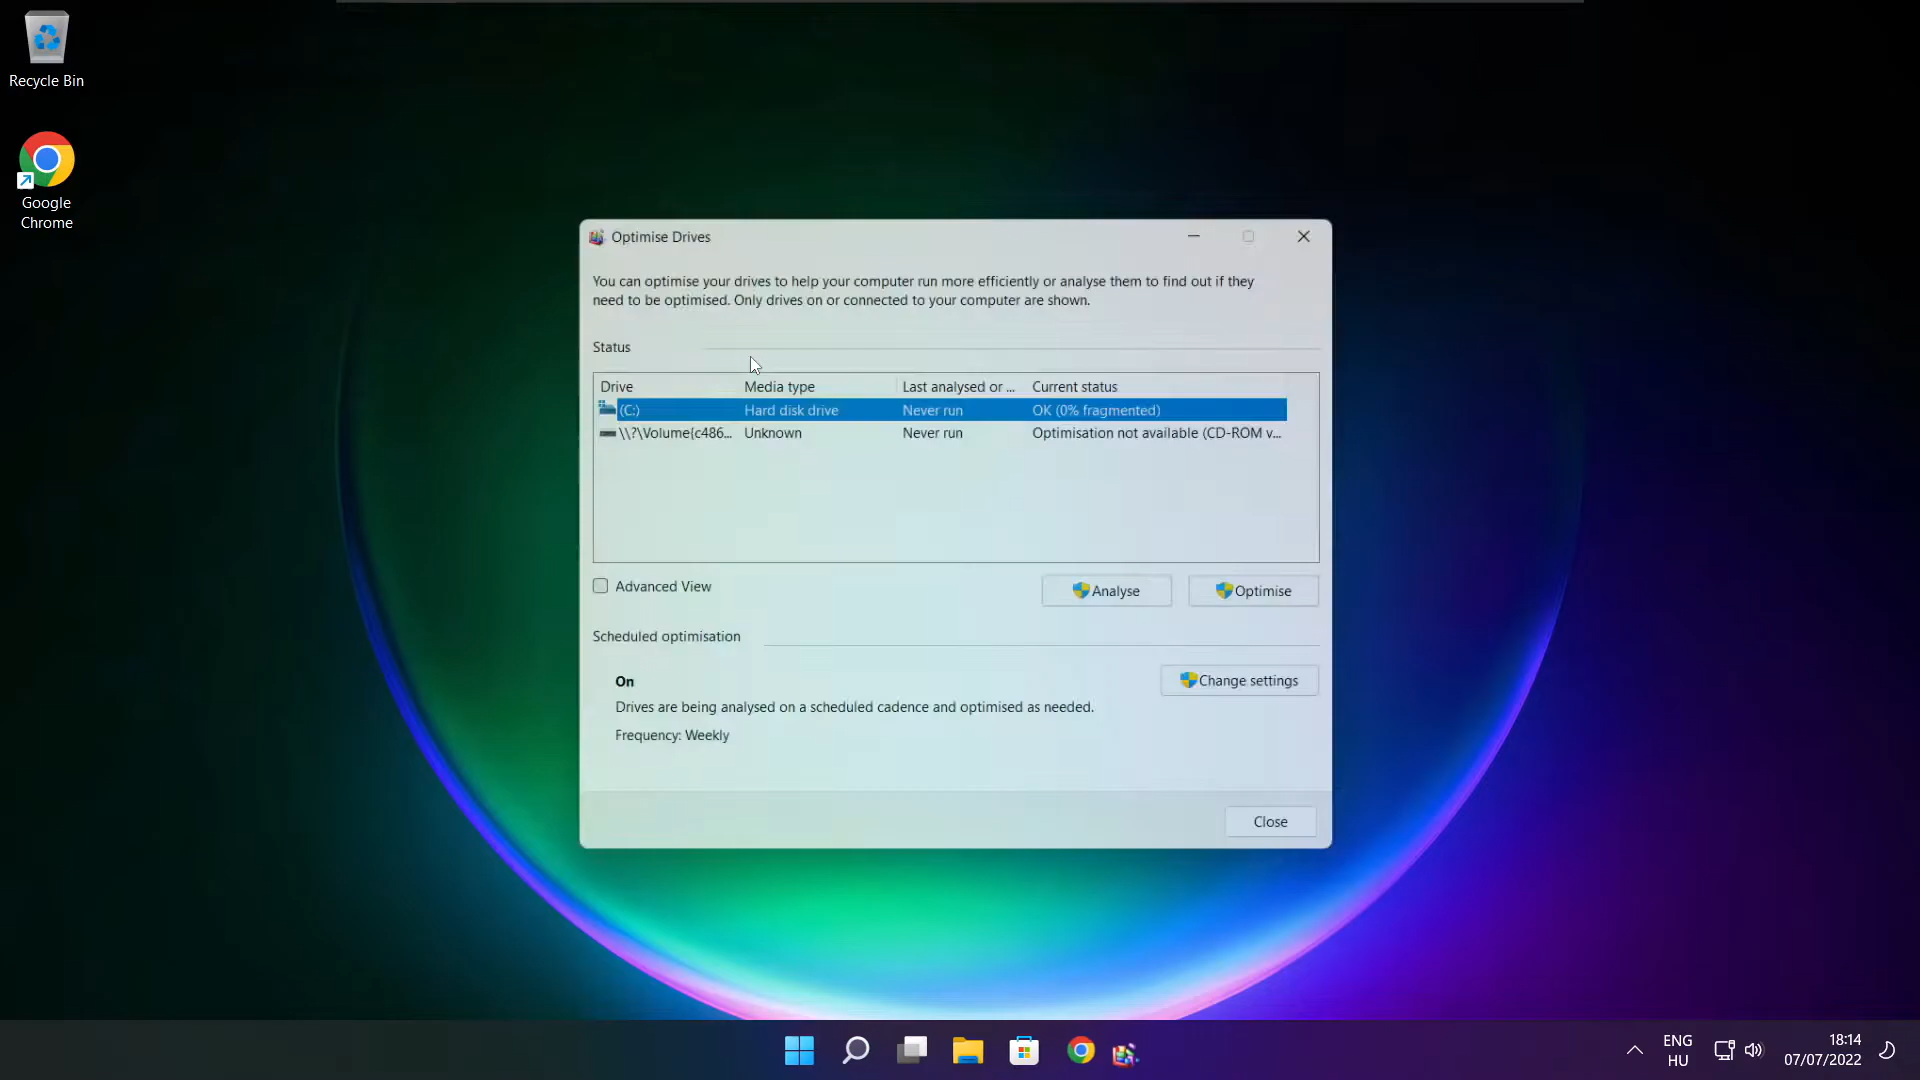 Recycle Bin
Google
Chrome
Optimise Drives
You can optimise your drives to help your computer run more efficiently or analyse them to find out if they
need to be optimised. Only drives on or connected to your computer are shown.
Status
Drive Media type Last analysed or ... Current status
(C:) Hard disk drive Never run OK (0% fragmented)
\\?\Volume{c486... Unknown Never run Optimisation not available (CD-ROM v...
Advanced View Analyse Optimise
Scheduled optimisation
On Change settings
Drives are being analysed on a scheduled cadence and optimised as needed.
Frequency: Weekly
Close
ENG 18:14
HU 07/07/2022